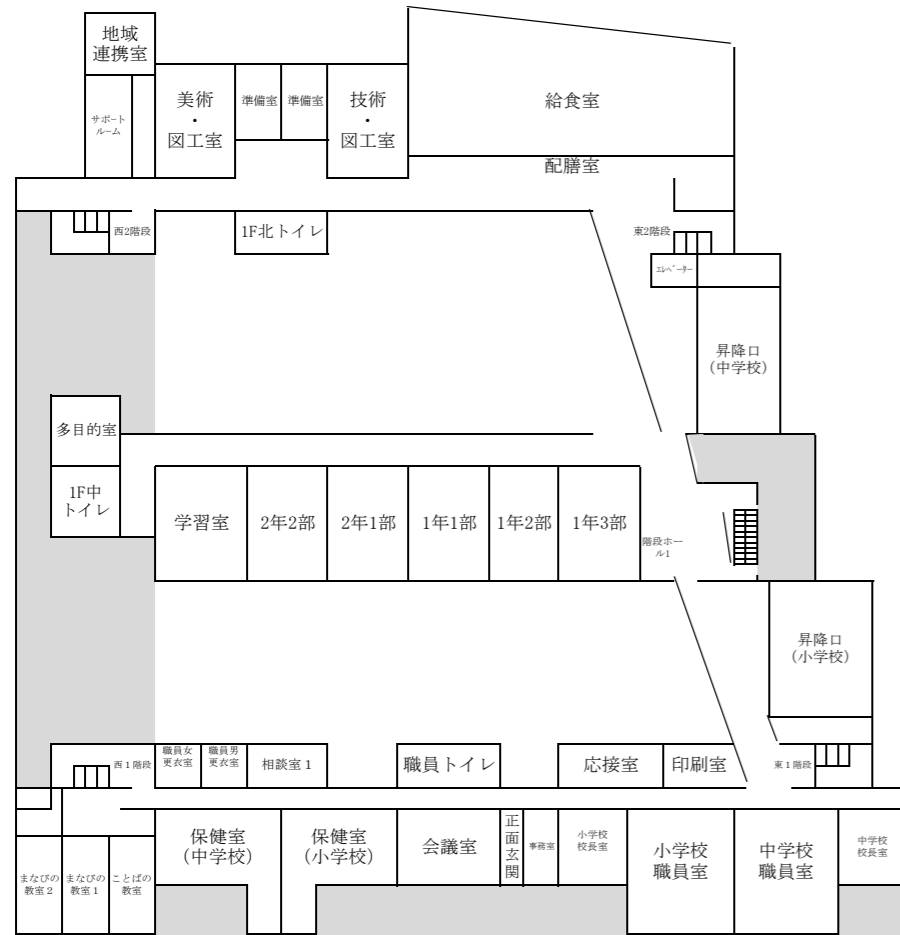 地域
連携室
サポート
ルーム
美術
・
図工室
準備室
準備室
技術
・
図工室
給食室
配膳室
西2階段
1F北トイレ
東2階段
エレベーター
昇降口
(中学校)
多目的室
1F中
トイレ
学習室
2年2部
2年1部
1年1部
1年2部
1年3部
階段ホー
ル1
昇降口
(小学校)
西1階段
職員女
更衣室
職員男
更衣室
相談室1
職員トイレ
応接室
印刷室
東1階段
まなびの
教室2
まなびの
教室1
ことばの
教室
保健室
(中学校)
保健室
(小学校)
会議室
正面玄関
事務室
小学校
校長室
小学校
職員室
中学校
職員室
中学校
校長室